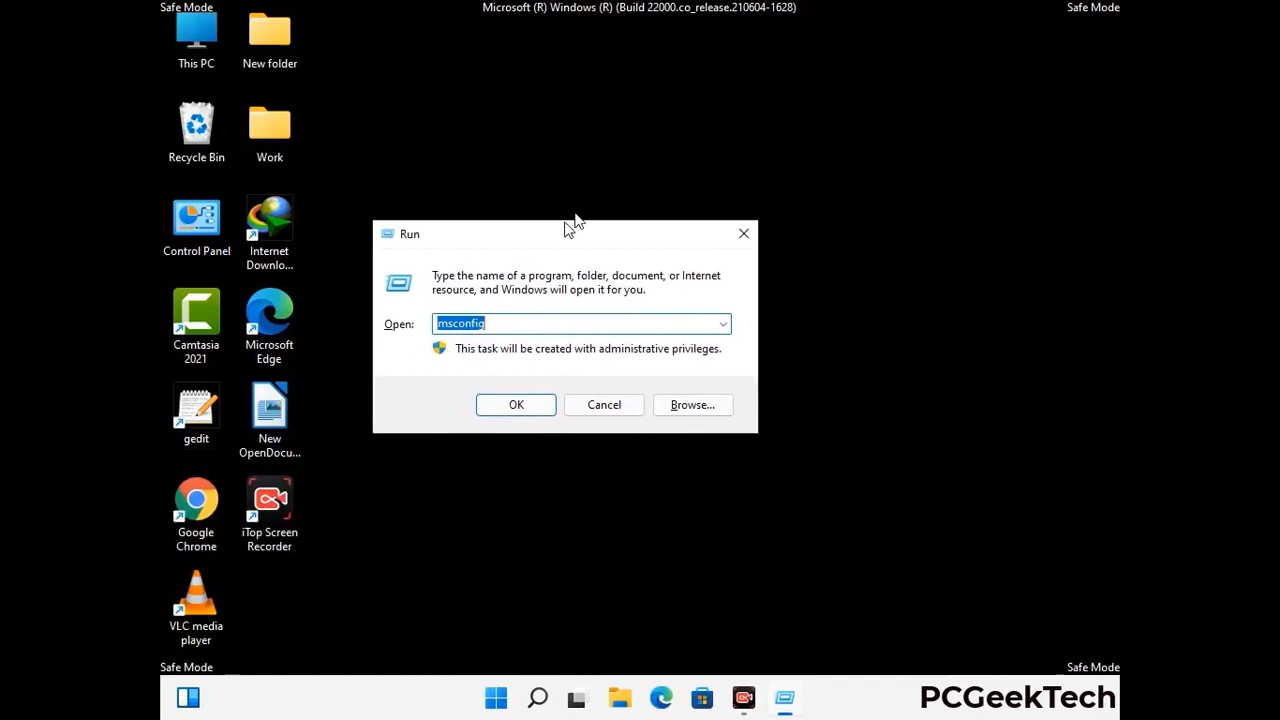 Safe Mode
Microsoft (R) Windows (R) (Build 22000.co_release.210604-1628)
Safe Mode
This PC
New folder
Recycle Bin
Work
Control Panel
Internet
Downlo...
Camtasia
2021
Microsoft
Edge
gedit
New
OpenDocu...
Google
Chrome
iTop Screen
Recorder
VLC media
player
Run
Type the name of a program, folder, document, or Internet
resource, and Windows will open it for you.
Open:
msconfig
This task will be created with administrative privileges.
OK
Cancel
Browse...
Safe Mode
Safe Mode
PCGeekTech